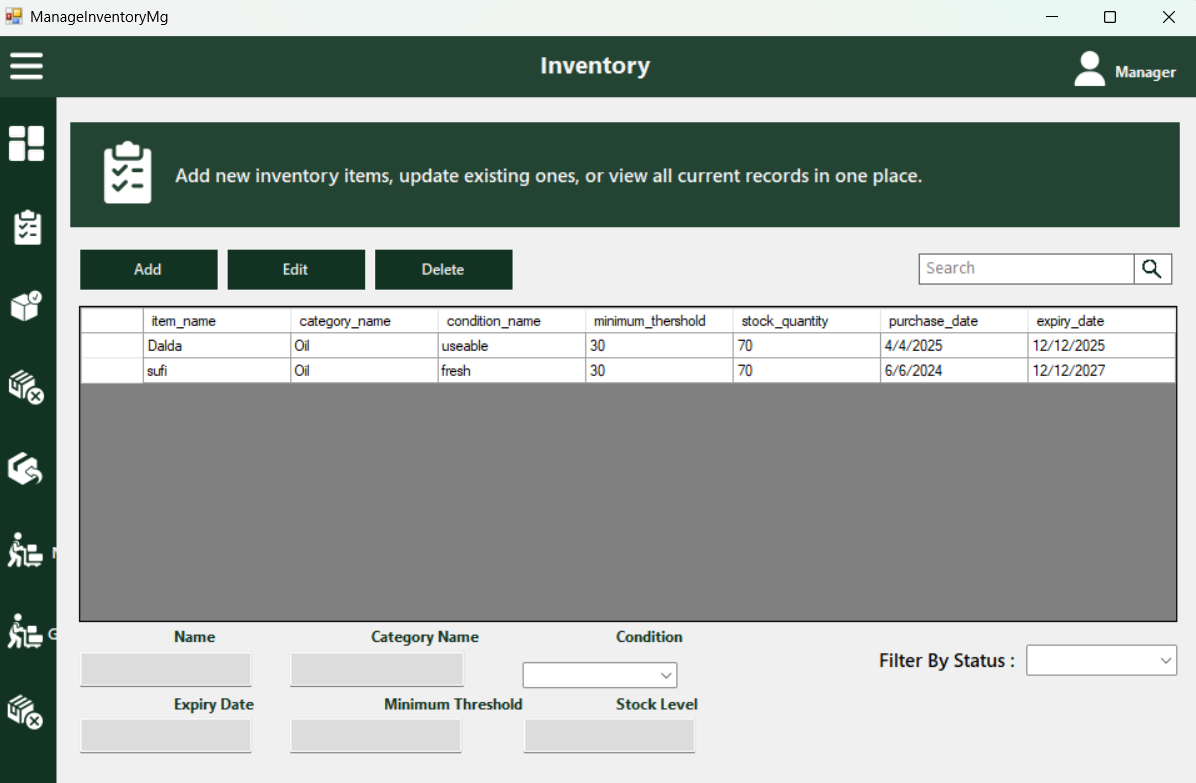 ManageInventoryMg
Inventory
Manager
Add new inventory items, update existing ones, or view all current records in one place.
Add Edit Delete
Search
item_name category_name condition_name minimum_thershold stock_quantity purchase_date expiry_date
Dalda Oil useable 30 70 4/4/2025 12/12/2025
sufi Oil fresh 30 70 6/6/2024 12/12/2027
Name Category Name Condition
Filter By Status :
Expiry Date Minimum Threshold Stock Level